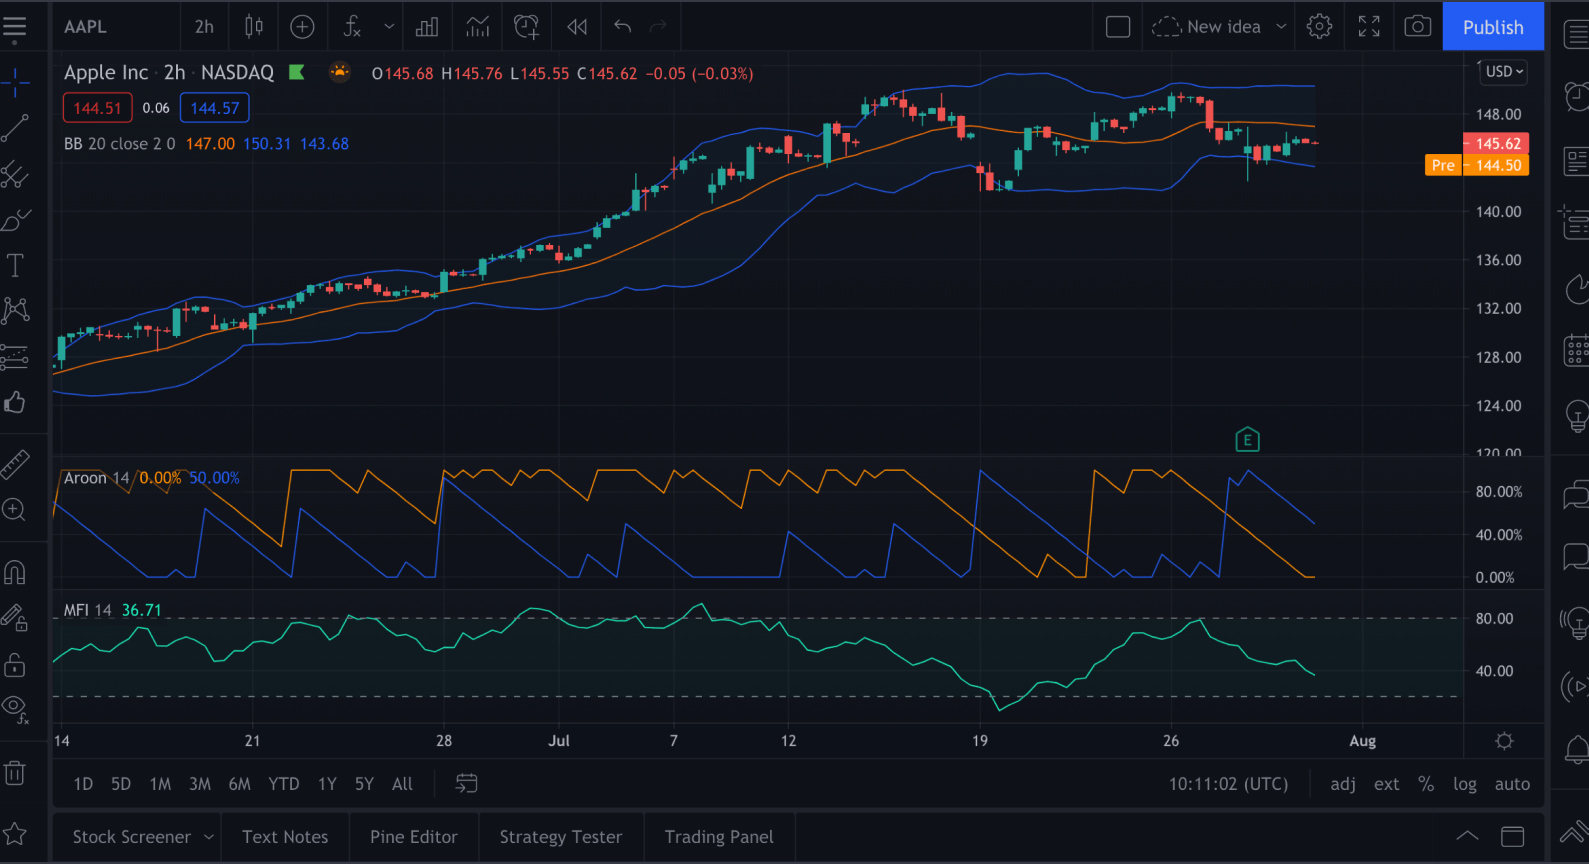 AAPL 2h New idea Publish
Apple Inc · 2h · NASDAQ O145.68 H145.76 L145.55 C145.62 −0.05 (−0.03%)
USD
144.51 0.06 144.57
BB 20 close 2 0 147.00 150.31 143.68
148.00
145.62
Pre 144.50
140.00
136.00
132.00
128.00
124.00
E
120.00
Aroon 14 0.00% 50.00%
80.00%
40.00%
0.00%
MFI 14 36.71
80.00
40.00
14 21 28 Jul 7 12 19 26 Aug
1D 5D 1M 3M 6M YTD 1Y 5Y All 10:11:02 (UTC) adj ext % log auto
Stock Screener Text Notes Pine Editor Strategy Tester Trading Panel